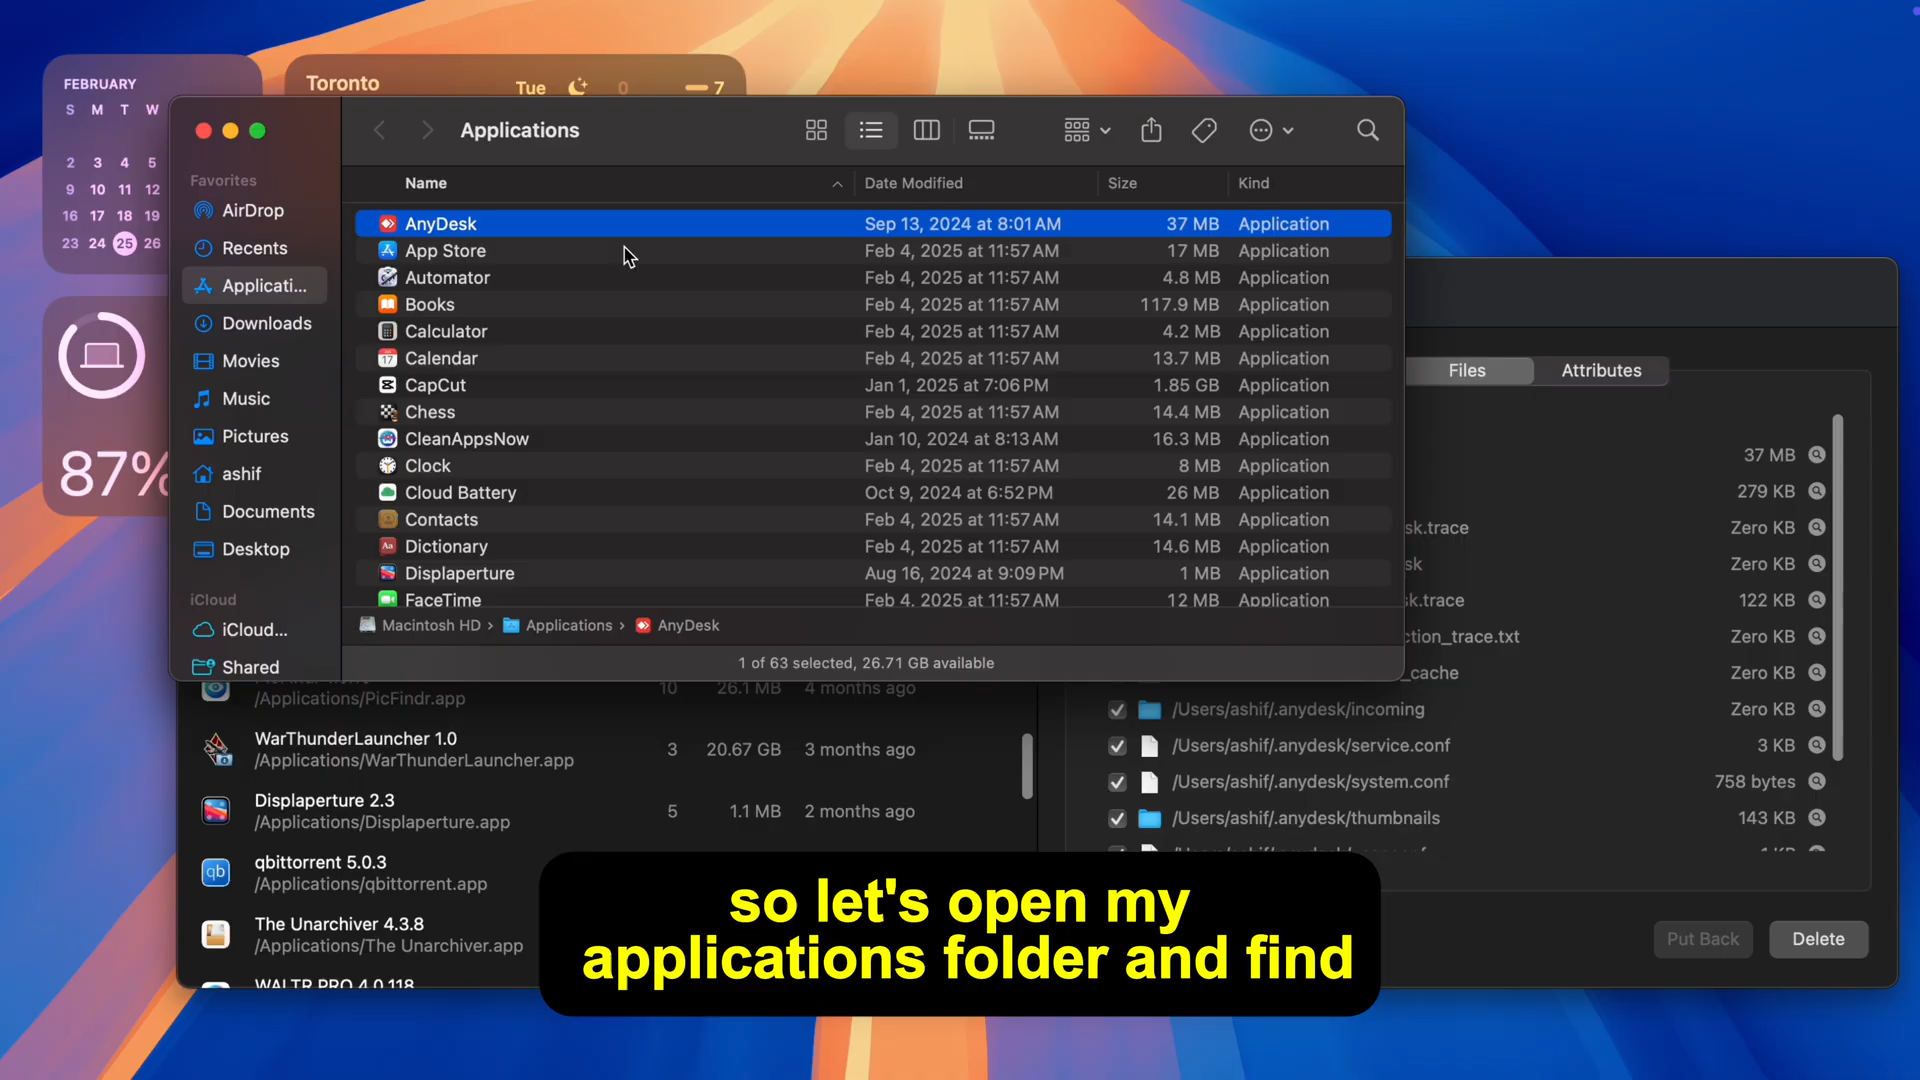 FEBRUARY
S M T W
2 3 4 5
9 10 11 12
16 17 18 19
23 24 25 26
87%
Toronto
Tue 0 7
Applications
Favorites
AirDrop
Recents
Applicati...
Downloads
Movies
Music
Pictures
ashif
Documents
Desktop
iCloud
iCloud...
Shared
Name Date Modified Size Kind
AnyDesk Sep 13, 2024 at 8:01 AM 37 MB Application
App Store Feb 4, 2025 at 11:57 AM 17 MB Application
Automator Feb 4, 2025 at 11:57 AM 4.8 MB Application
Books Feb 4, 2025 at 11:57 AM 117.9 MB Application
Calculator Feb 4, 2025 at 11:57 AM 4.2 MB Application
Calendar Feb 4, 2025 at 11:57 AM 13.7 MB Application
CapCut Jan 1, 2025 at 7:06 PM 1.85 GB Application
Chess Feb 4, 2025 at 11:57 AM 14.4 MB Application
CleanAppsNow Jan 10, 2024 at 8:13 AM 16.3 MB Application
Clock Feb 4, 2025 at 11:57 AM 8 MB Application
Cloud Battery Oct 9, 2024 at 6:52 PM 26 MB Application
Contacts Feb 4, 2025 at 11:57 AM 14.1 MB Application
Dictionary Feb 4, 2025 at 11:57 AM 14.6 MB Application
Displaperture Aug 16, 2024 at 9:09 PM 1 MB Application
FaceTime Feb 4, 2025 at 11:57 AM 12 MB Application
Macintosh HD › Applications › AnyDesk
1 of 63 selected, 26.71 GB available
10 26.1 MB 4 months ago
/Applications/PicFindr.app
WarThunderLauncher 1.0
/Applications/WarThunderLauncher.app
3 20.67 GB 3 months ago
Displaperture 2.3
/Applications/Displaperture.app
5 1.1 MB 2 months ago
qbittorrent 5.0.3
/Applications/qbittorrent.app
The Unarchiver 4.3.8
/Applications/The Unarchiver.app
WALTR PRO 4.0.118
Files Attributes
37 MB
279 KB
sk.trace Zero KB
sk Zero KB
sk.trace 122 KB
ction_trace.txt Zero KB
_cache Zero KB
/Users/ashif/.anydesk/incoming Zero KB
/Users/ashif/.anydesk/service.conf 3 KB
/Users/ashif/.anydesk/system.conf 758 bytes
/Users/ashif/.anydesk/thumbnails 143 KB
Put Back Delete
so let's open my
applications folder and find